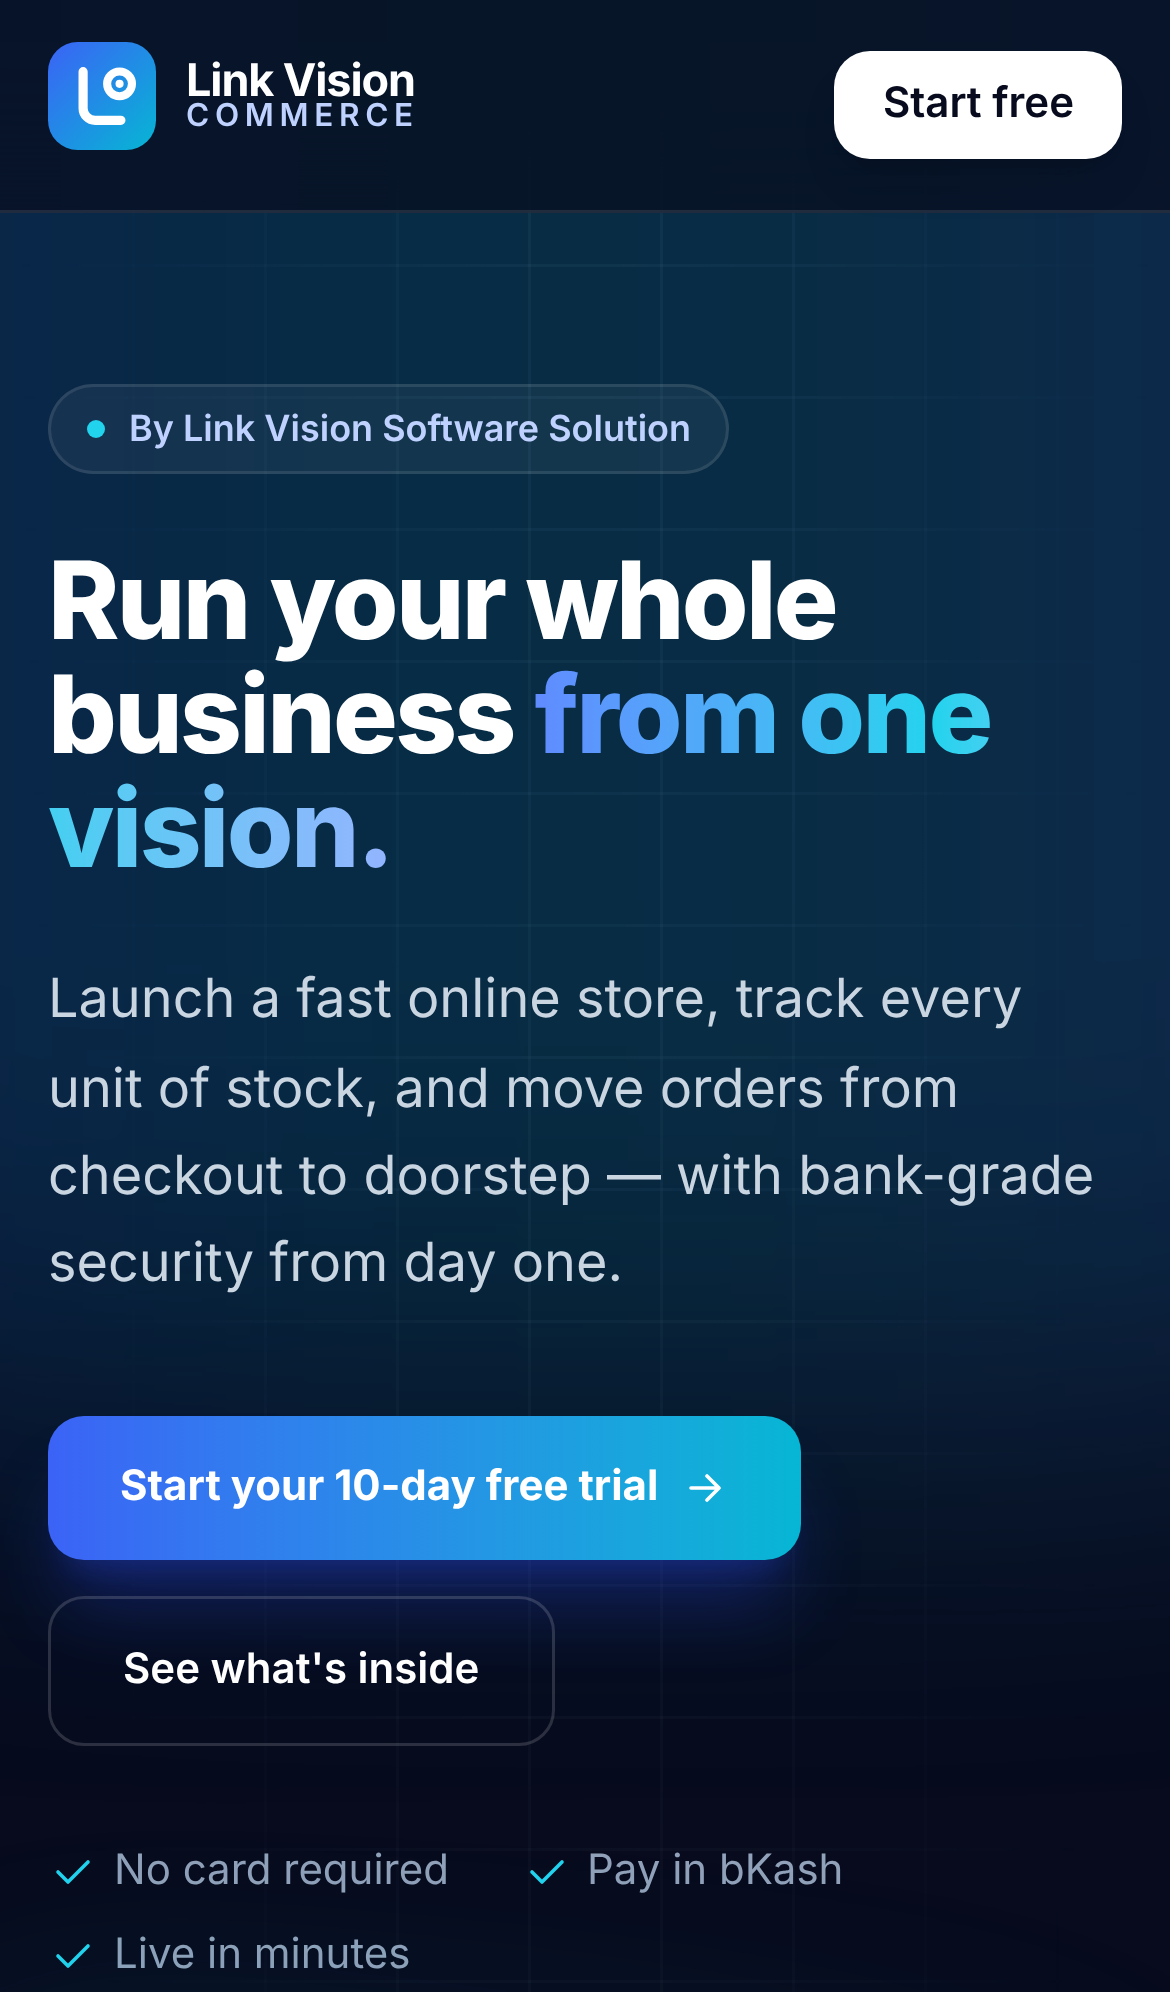 Link Vision
COMMERCE
Start free
By Link Vision Software Solution
Run your whole
business from one
vision.
Launch a fast online store, track every
unit of stock, and move orders from
checkout to doorstep — with bank-grade
security from day one.
Start your 10-day free trial →
See what's inside
No card required
Pay in bKash
Live in minutes